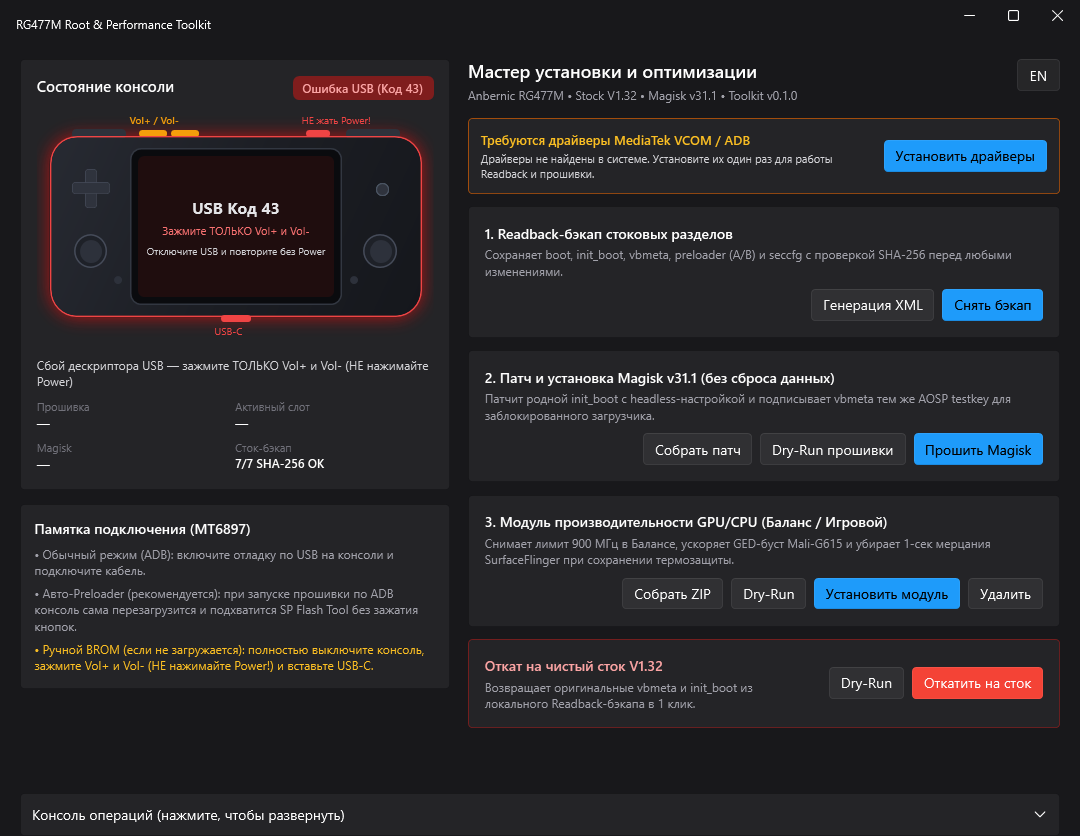 RG477M Root & Performance Toolkit
Состояние консоли
Ошибка USB (Код 43)
Vol+ / Vol-
НЕ жать Power!
USB Код 43
Зажмите ТОЛЬКО Vol+ и Vol-
Отключите USB и повторите без Power
USB-C
Сбой дескриптора USB — зажмите ТОЛЬКО Vol+ и Vol- (НЕ нажимайте
Power)
Прошивка
—
Активный слот
—
Magisk
—
Сток-бэкап
7/7 SHA-256 OK
Памятка подключения (MT6897)
• Обычный режим (ADB): включите отладку по USB на консоли и
подключите кабель.
• Авто-Preloader (рекомендуется): при запуске прошивки по ADB
консоль сама перезагрузится и подхватится SP Flash Tool без зажатия
кнопок.
• Ручной BROM (если не загружается): полностью выключите консоль,
зажмите Vol+ и Vol- (НЕ нажимайте Power!) и вставьте USB-C.
Мастер установки и оптимизации
Anbernic RG477M • Stock V1.32 • Magisk v31.1 • Toolkit v0.1.0
EN
Требуются драйверы MediaTek VCOM / ADB
Драйверы не найдены в системе. Установите их один раз для работы
Readback и прошивки.
Установить драйверы
1. Readback-бэкап стоковых разделов
Сохраняет boot, init_boot, vbmeta, preloader (A/B) и seccfg с проверкой SHA-256 перед любыми
изменениями.
Генерация XML
Снять бэкап
2. Патч и установка Magisk v31.1 (без сброса данных)
Патчит родной init_boot с headless-настройкой и подписывает vbmeta тем же AOSP testkey для
заблокированного загрузчика.
Собрать патч
Dry-Run прошивки
Прошить Magisk
3. Модуль производительности GPU/CPU (Баланс / Игровой)
Снимает лимит 900 МГц в Балансе, ускоряет GED-буст Mali-G615 и убирает 1-сек мерцания
SurfaceFlinger при сохранении термозащиты.
Собрать ZIP
Dry-Run
Установить модуль
Удалить
Откат на чистый сток V1.32
Возвращает оригинальные vbmeta и init_boot из
локального Readback-бэкапа в 1 клик.
Dry-Run
Откатить на сток
Консоль операций (нажмите, чтобы развернуть)